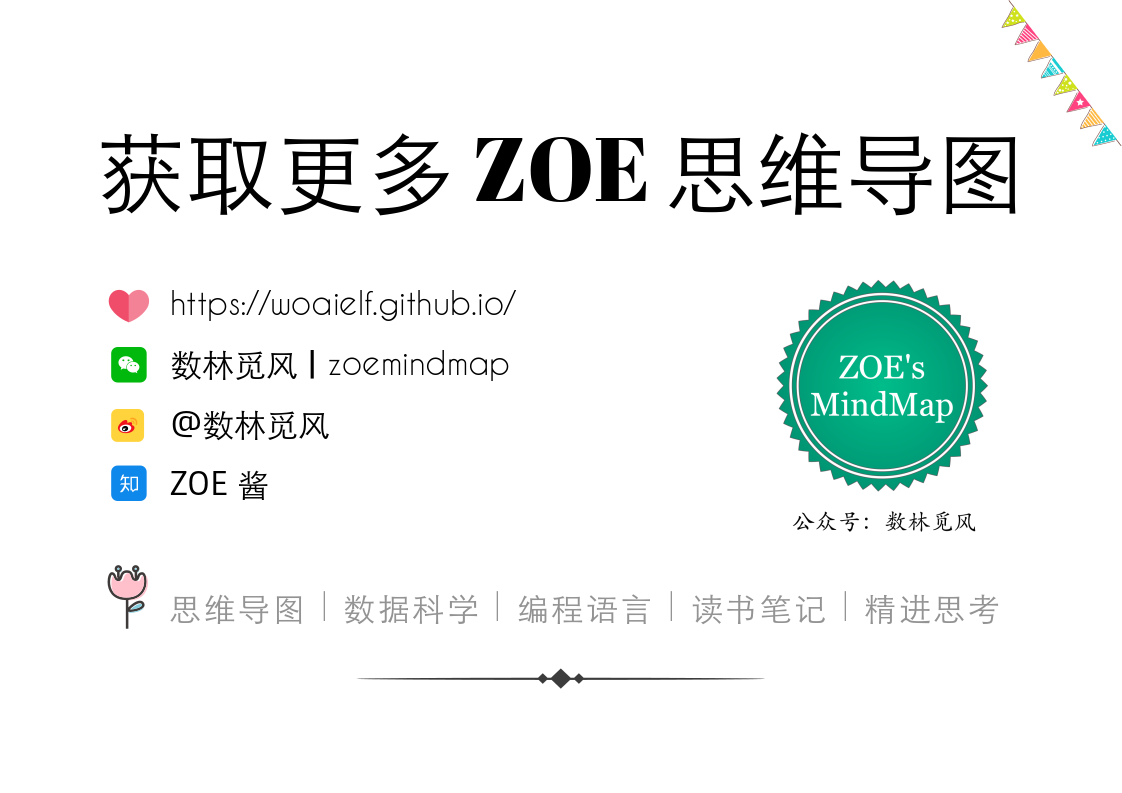 获取更多 ZOE 思维导图
https://woaielf.github.io/
数林觅风 | zoemindmap
@数林觅风
知
ZOE 酱
ZOE's
MindMap
公众号：数林觅风
思维导图 | 数据科学 | 编程语言 | 读书笔记 | 精进思考